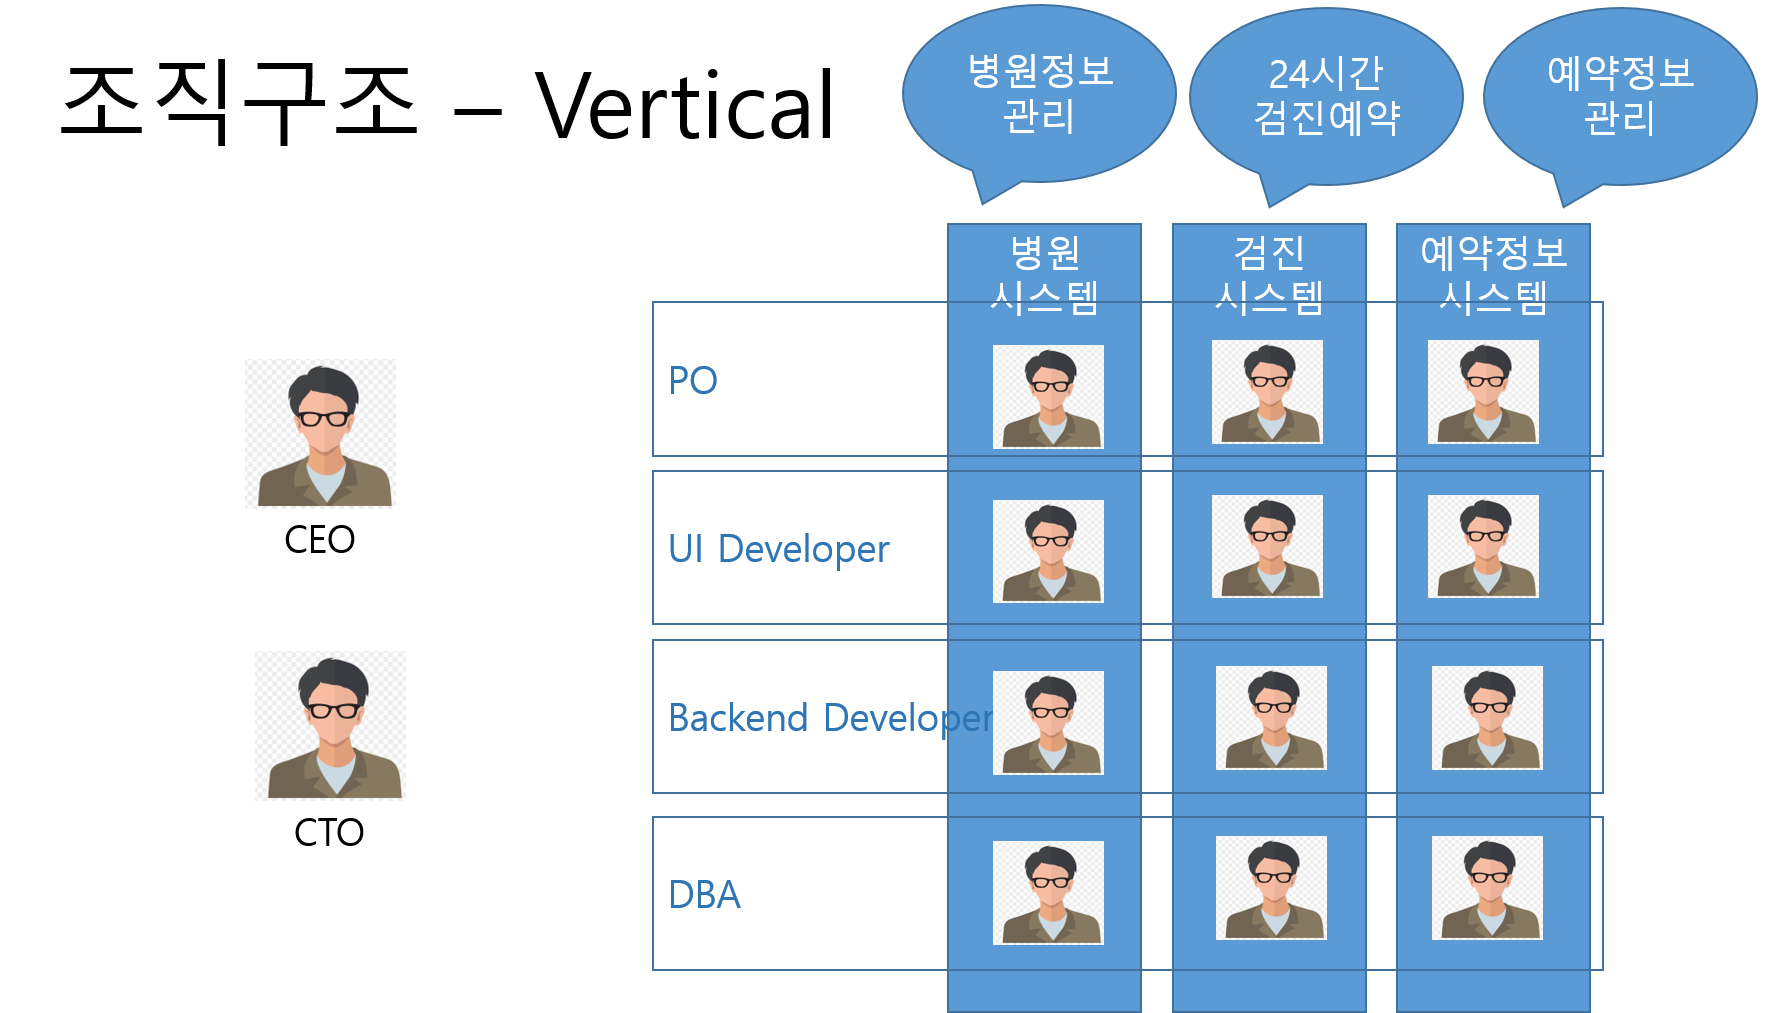 조직구조 – Vertical
병원정보
관리
24시간
검진예약
예약정보
관리
병원
시스템
검진
시스템
예약정보
시스템
PO
UI Developer
Backend Developer
DBA
CEO
CTO